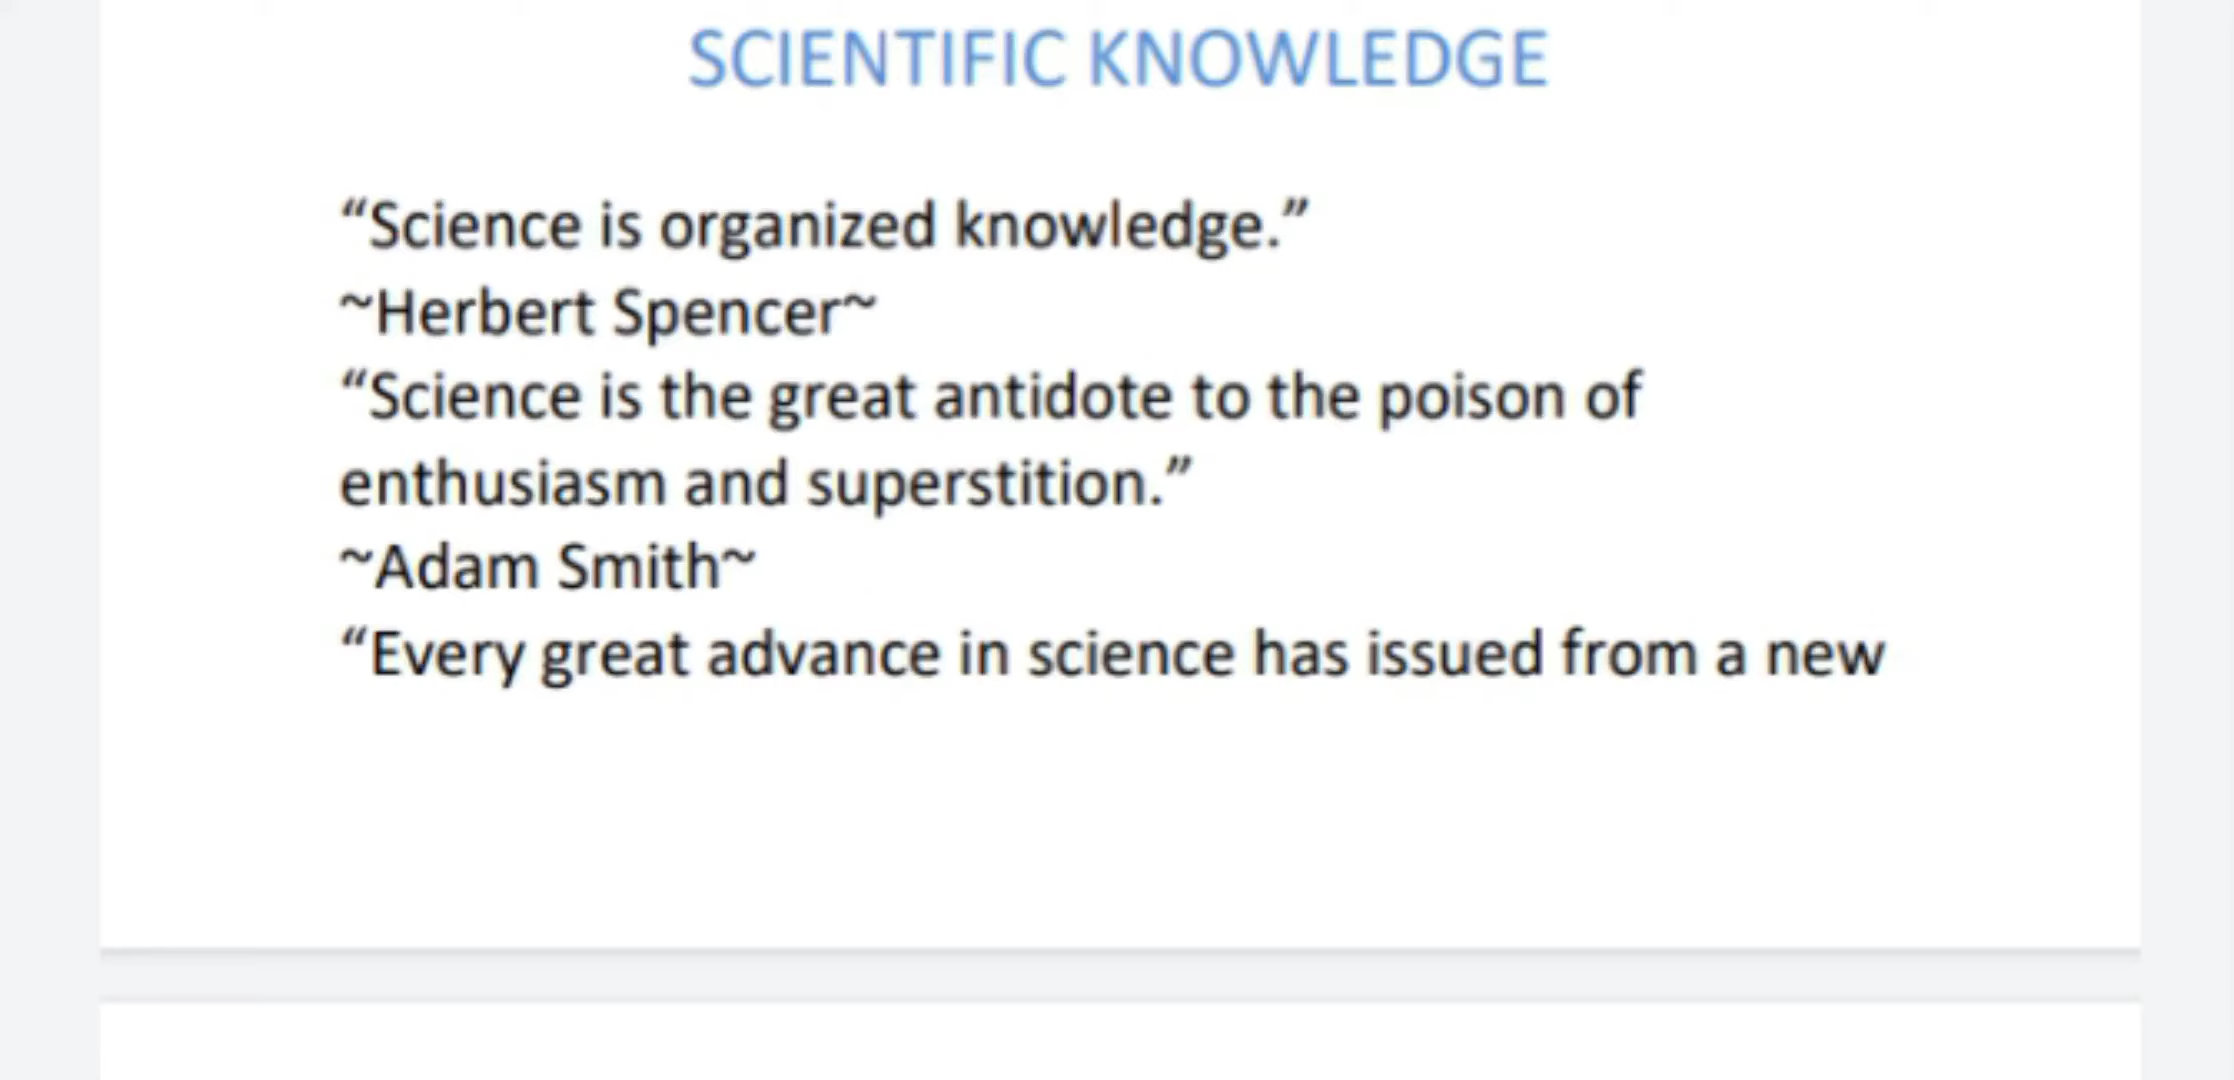 SCIENTIFIC KNOWLEDGE
“Science is organized knowledge.”
~Herbert Spencer~
“Science is the great antidote to the poison of
enthusiasm and superstition.”
~Adam Smith~
“Every great advance in science has issued from a new